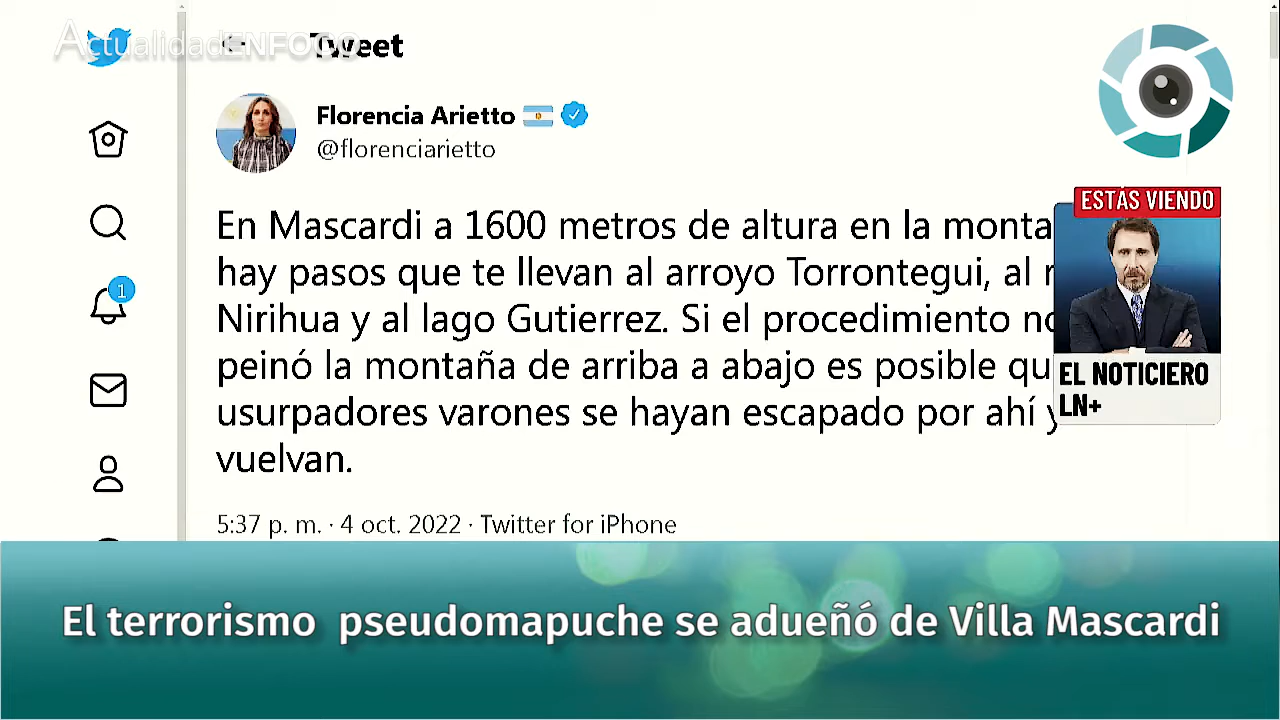 ActualidadENFOCO
Tweet
Florencia Arietto
@florenciarietto
En Mascardi a 1600 metros de altura en la monta
hay pasos que te llevan al arroyo Torrontegui, al
Nirihua y al lago Gutierrez. Si el procedimiento no
peinó la montaña de arriba a abajo es posible qu
usurpadores varones se hayan escapado por ahí y
vuelvan.
5:37 p. m. · 4 oct. 2022 · Twitter for iPhone
1
ESTÁS VIENDO
EL NOTICIERO
LN+
El terrorismo pseudomapuche se adueñó de Villa Mascardi